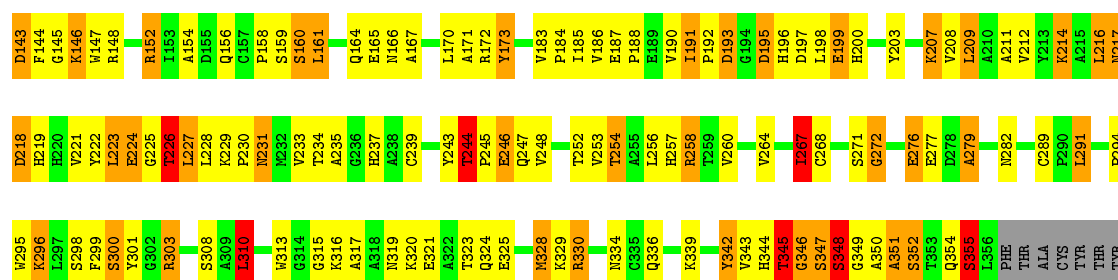 D143 F144 G145 K146 W147 R148 R152 I153 A154 D155 Q156 C157 P158 S159 S160 L161 Q164 E165 N166 A167 L170 A171 R172 Y173 V183 P184 I185 V186 E187 P188 E189 V190 I191 P192 D193 G194 D195 H196 D197 L198 E199 H200 Y203 K207 V208 L209 A210 A211 V212 Y213 K214 A215 L216 N217
D218 H219 H220 V221 Y222 L223 E224 G225 T226 L227 L228 K229 P230 N231 M232 V233 T234 A235 G236 H237 A238 C239 Y243 T244 P245 E246 Q247 V248 T252 V253 T254 A255 L256 H257 R258 T259 V260 V264 I267 C268 S271 G272 E276 E277 D278 A279 N282 C289 P290 L291 P294
W295 K296 L297 S298 F299 S300 Y301 G302 R303 S308 A309 L310 W313 G314 G315 K316 A317 A318 N319 K320 E321 A322 T323 Q324 E325 M328 K329 R330 N334 C335 Q336 K339 Y342 V343 H344 T345 G346 S347 S348 G349 A350 A351 S352 T353 Q354 S355 L356 PHE THR ALA CYS TYR THR